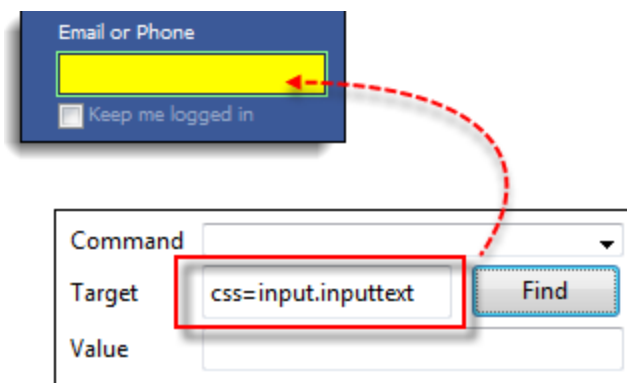 Email or Phone
Keep me logged in
Command
Target css=input.inputtext Find
Value